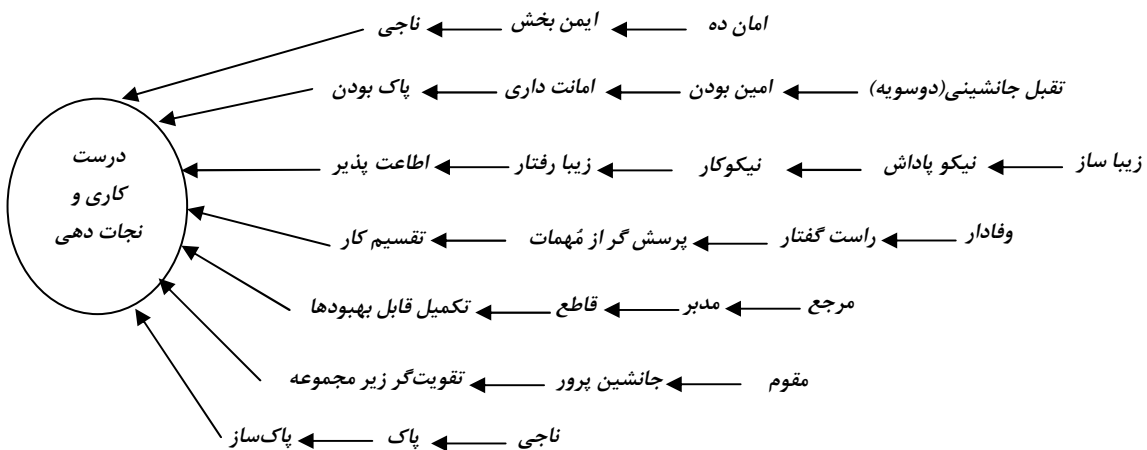 امان ده ایمن بخش ناجی
تقبل جانشینی(دوسویه) امین بودن امانت داری پاک بودن
زیبا ساز نیکو پاداش نیکوکار زیبا رفتار اطاعت پذیر
وفادار راست گفتار پرسش گر از مُهمات تقسیم کار
مرجع مدبر قاطع تکمیل قابل بهبودها
مقوم جانشین پرور تقویت‌گر زیر مجموعه
ناجی پاک پاک‌ساز
درست
کاری و
نجات دهی